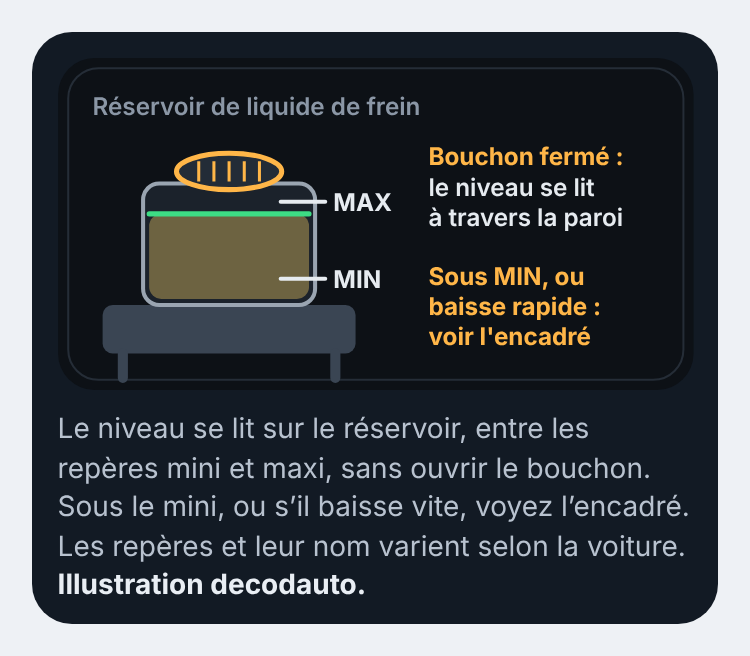 Réservoir de liquide de frein
MAX
MIN
Bouchon fermé :
le niveau se lit
à travers la paroi
Sous MIN, ou
baisse rapide :
voir l'encadré
Le niveau se lit sur le réservoir, entre les
repères mini et maxi, sans ouvrir le bouchon.
Sous le mini, ou s’il baisse vite, voyez l’encadré.
Les repères et leur nom varient selon la voiture.
Illustration decodauto.